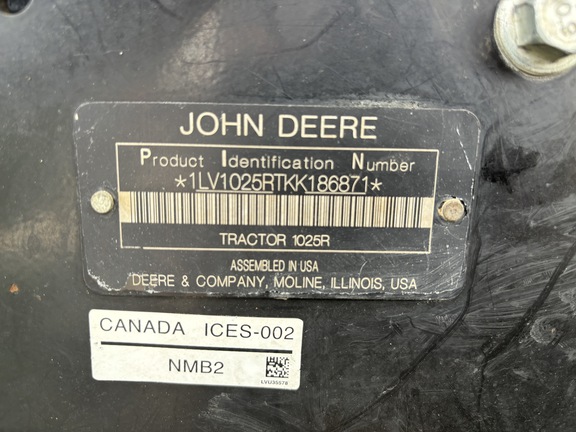 JOHN DEERE
Product Identification Number
*1LV1025RTKK186871*
TRACTOR 1025R
ASSEMBLED IN USA
DEERE & COMPANY, MOLINE, ILLINOIS, USA
CANADA ICES-002
NMB2